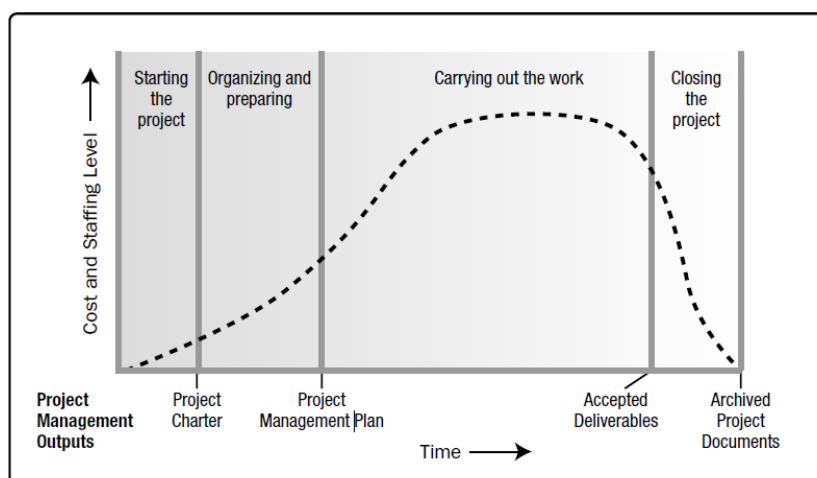 Starting
the
project
Organizing and
preparing
Carrying out the work
Closing
the
project
Cost and Staffing Level
Project
Management
Outputs
Project
Charter
Project
Management Plan
Accepted
Deliverables
Archived
Project
Documents
Time